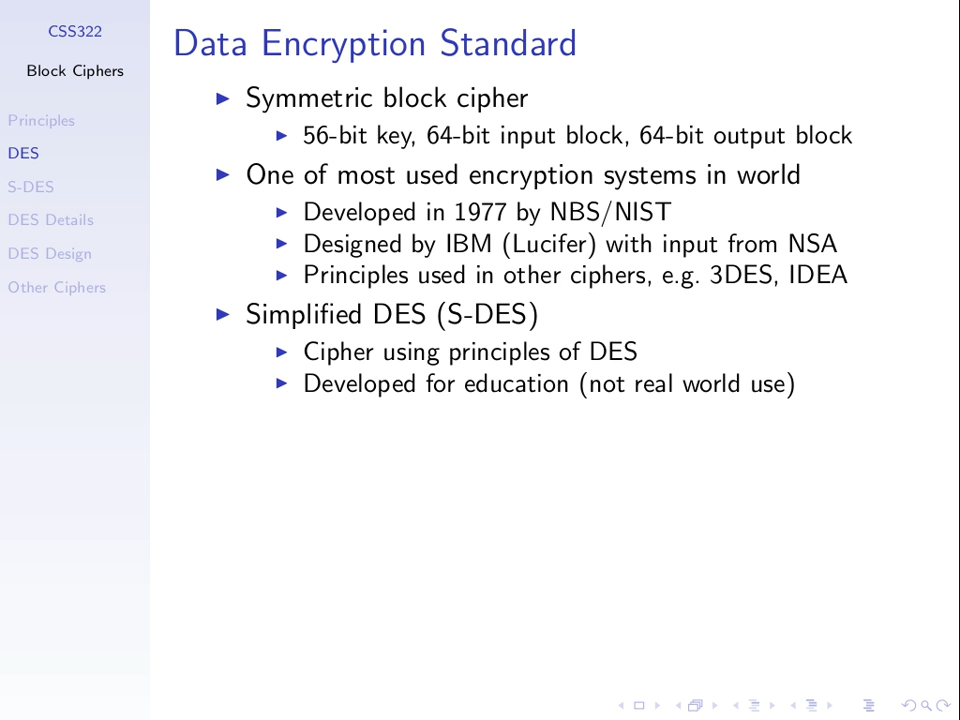 CSS322
Block Ciphers
Principles
DES
S-DES
DES Details
DES Design
Other Ciphers
Data Encryption Standard
Symmetric block cipher
56-bit key, 64-bit input block, 64-bit output block
One of most used encryption systems in world
Developed in 1977 by NBS/NIST
Designed by IBM (Lucifer) with input from NSA
Principles used in other ciphers, e.g. 3DES, IDEA
Simplified DES (S-DES)
Cipher using principles of DES
Developed for education (not real world use)